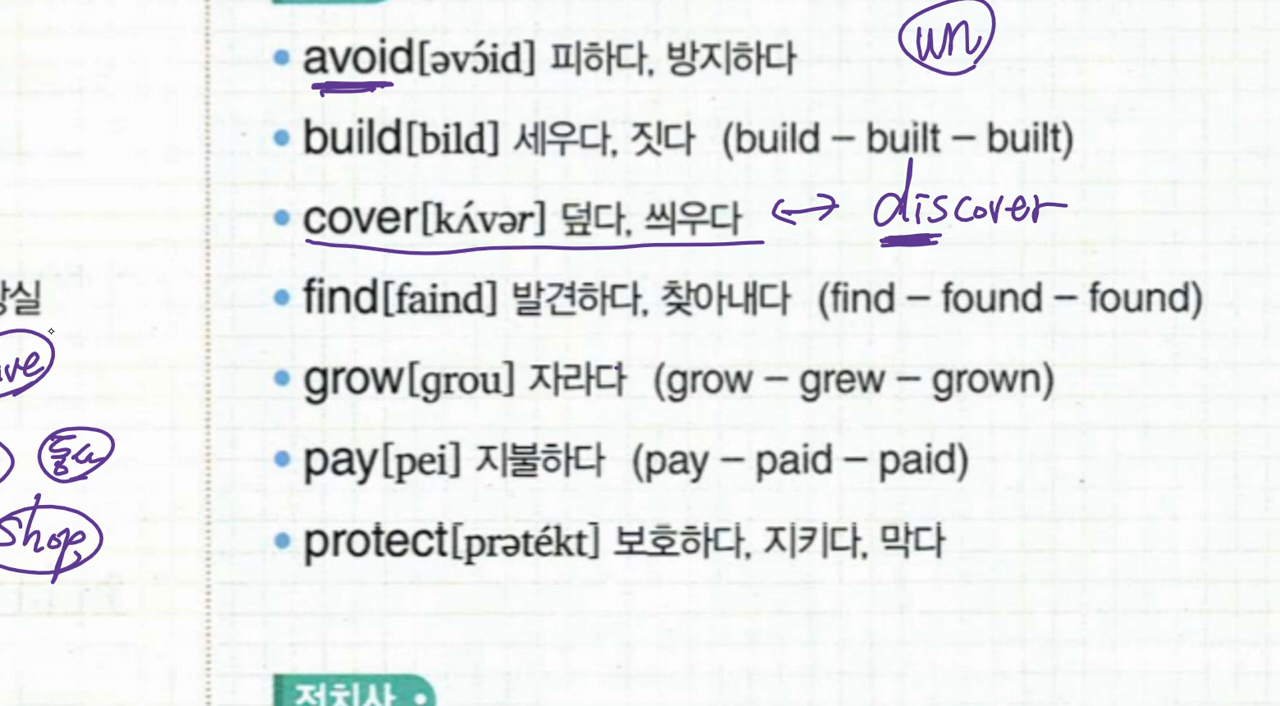 un
avoid[əvɔ́id] 피하다, 방지하다
build[bild] 세우다, 짓다 (build – built – built)
cover[kʌ́vər] 덮다, 씌우다 ↔ discover
find[faind] 발견하다, 찾아내다 (find – found – found)
grow[grou] 자라다 (grow – grew – grown)
pay[pei] 지불하다 (pay – paid – paid)
shop
protect[prətékt] 보호하다, 지키다, 막다
전치사